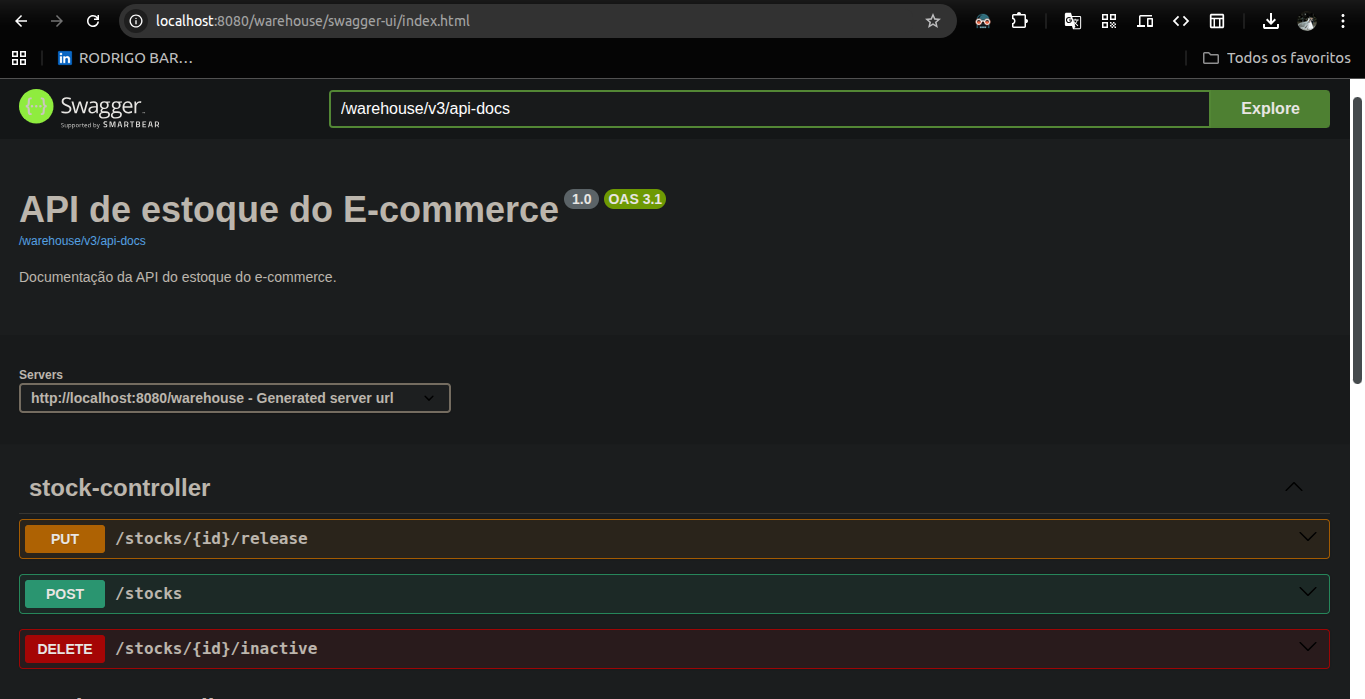 localhost:8080/warehouse/swagger-ui/index.html
RODRIGO BAR...
Todos os favoritos
Swagger.
Supported by SMARTBEAR
/warehouse/v3/api-docs
Explore
API de estoque do E-commerce 1.0 OAS 3.1
/warehouse/v3/api-docs
Documentação da API do estoque do e-commerce.
Servers
http://localhost:8080/warehouse - Generated server url
stock-controller
PUT /stocks/{id}/release
POST /stocks
DELETE /stocks/{id}/inactive